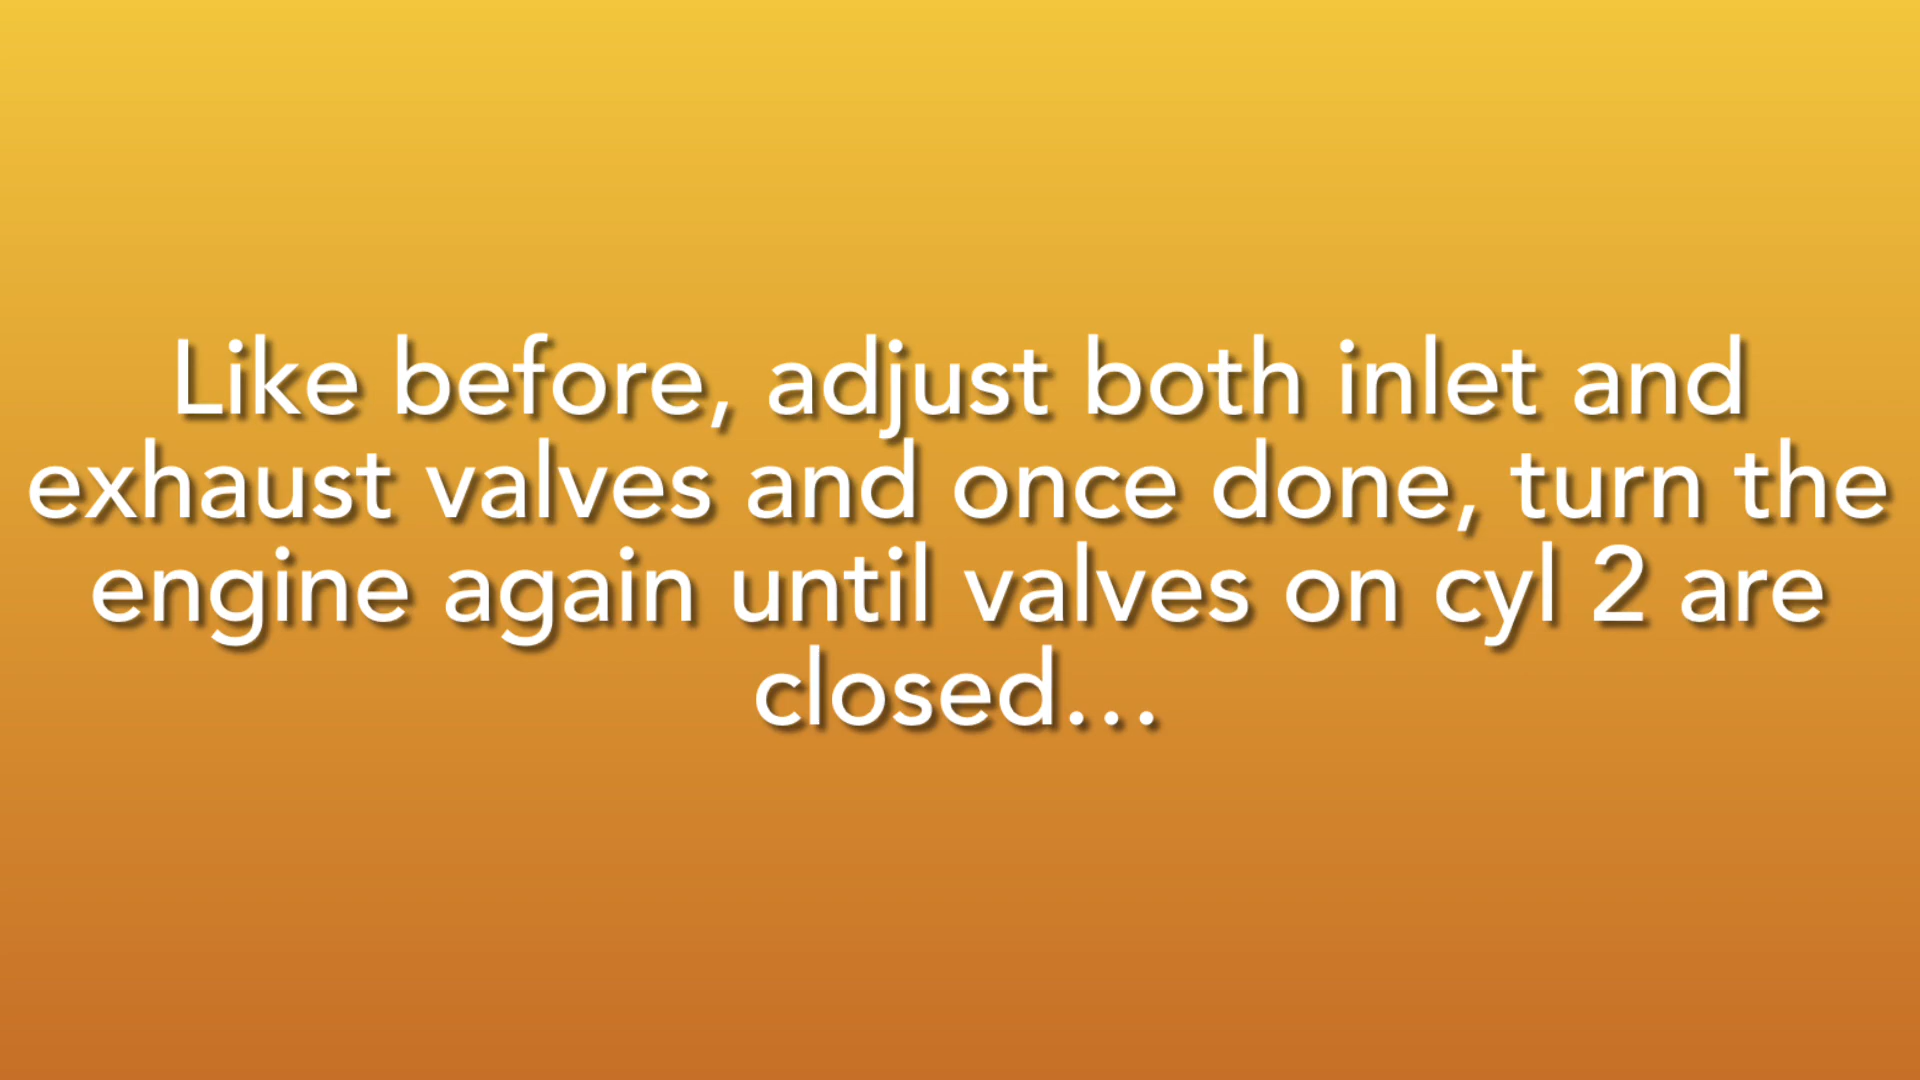 Like before, adjust both inlet and
exhaust valves and once done, turn the
engine again until valves on cyl 2 are
closed...